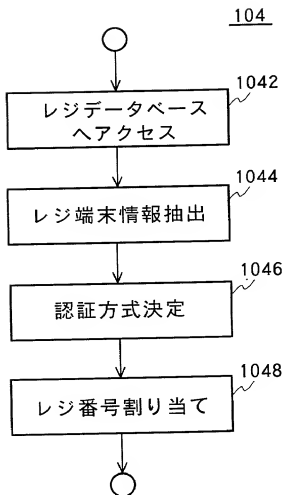 104
1042
レジデータベース
へアクセス
1044
レジ端末情報抽出
1046
認証方式決定
1048
レジ番号割り当て